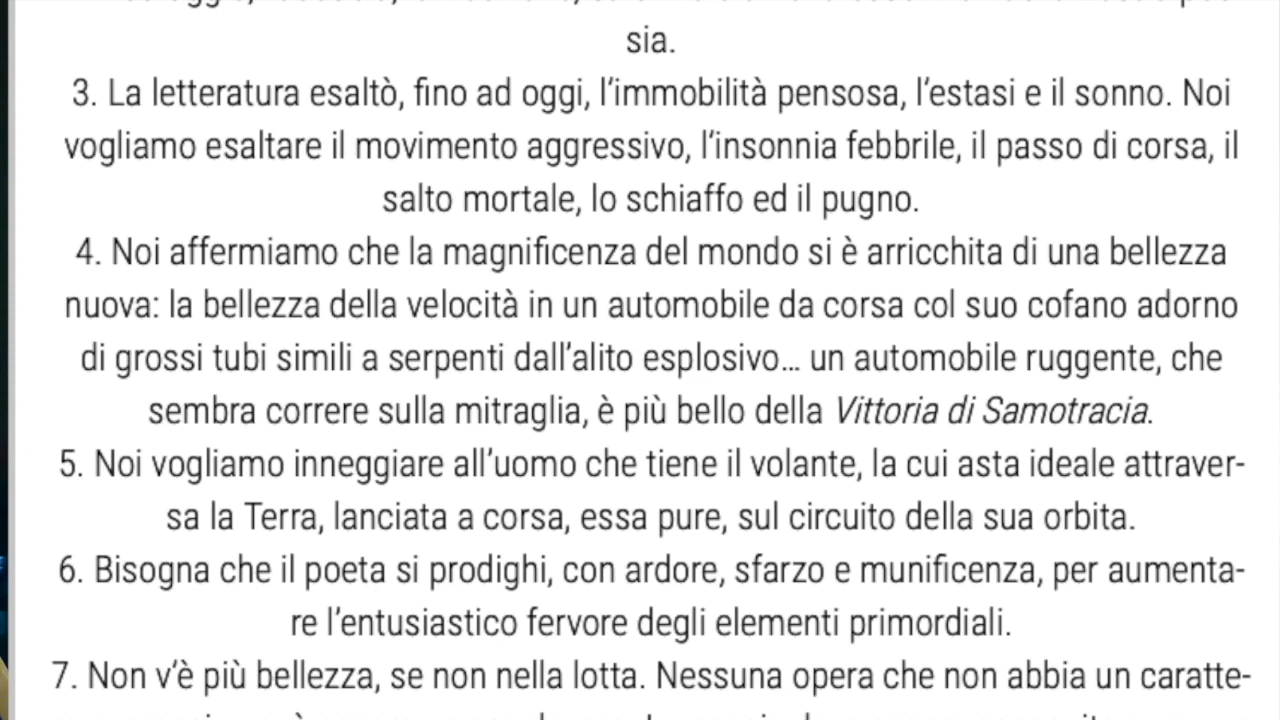 sia.
3. La letteratura esaltò, fino ad oggi, l'immobilità pensosa, l'estasi e il sonno. Noi
vogliamo esaltare il movimento aggressivo, l'insonnia febbrile, il passo di corsa, il
salto mortale, lo schiaffo ed il pugno.
4. Noi affermiamo che la magnificenza del mondo si è arricchita di una bellezza
nuova: la bellezza della velocità in un automobile da corsa col suo cofano adorno
di grossi tubi simili a serpenti dall'alito esplosivo… un automobile ruggente, che
sembra correre sulla mitraglia, è più bello della Vittoria di Samotracia.
5. Noi vogliamo inneggiare all'uomo che tiene il volante, la cui asta ideale attraver-
sa la Terra, lanciata a corsa, essa pure, sul circuito della sua orbita.
6. Bisogna che il poeta si prodighi, con ardore, sfarzo e munificenza, per aumenta-
re l'entusiastico fervore degli elementi primordiali.
7. Non v'è più bellezza, se non nella lotta. Nessuna opera che non abbia un caratte-